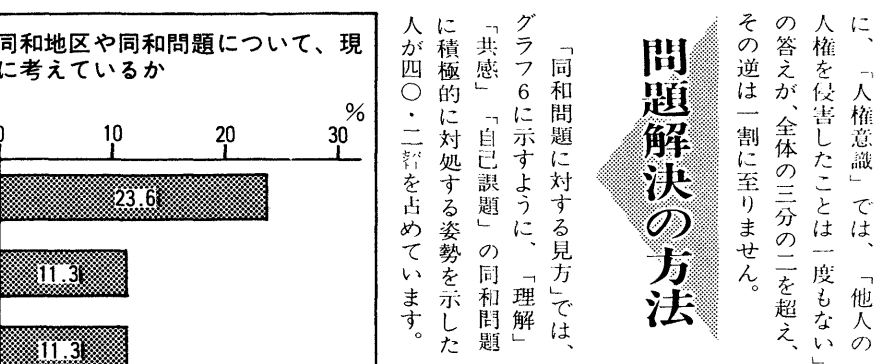 に、「人権意識」では、「他人の
人権を侵害したことは一度もない」
の答えが、全体の三分の二を超え、
その逆は一割に至りません。
問題解決の方法
「同和問題に対する見方」では、
グラフ6に示すように、「理解」
「共感」「自己課題」の同和問題
に積極的に対処する姿勢を示した
人が四〇・二㌫を占めています。
同和地区や同和問題について、現
に考えているか
%
0 10 20 30
23.6
11.3
11.3